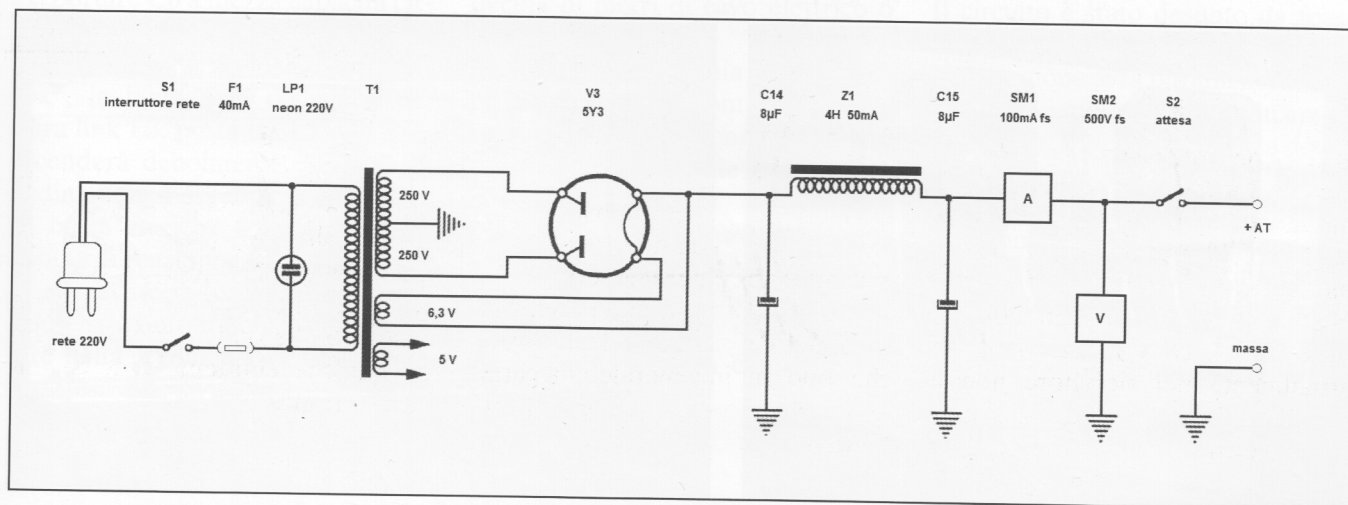 S1
interruttore rete
F1
40mA
LP1
neon 220V
T1
V3
5Y3
C14
8µF
Z1
4H 50mA
C15
8µF
SM1
100mA fs
SM2
500V fs
S2
attesa
250 V
250 V
6,3 V
5 V
rete 220V
A
V
+ AT
massa